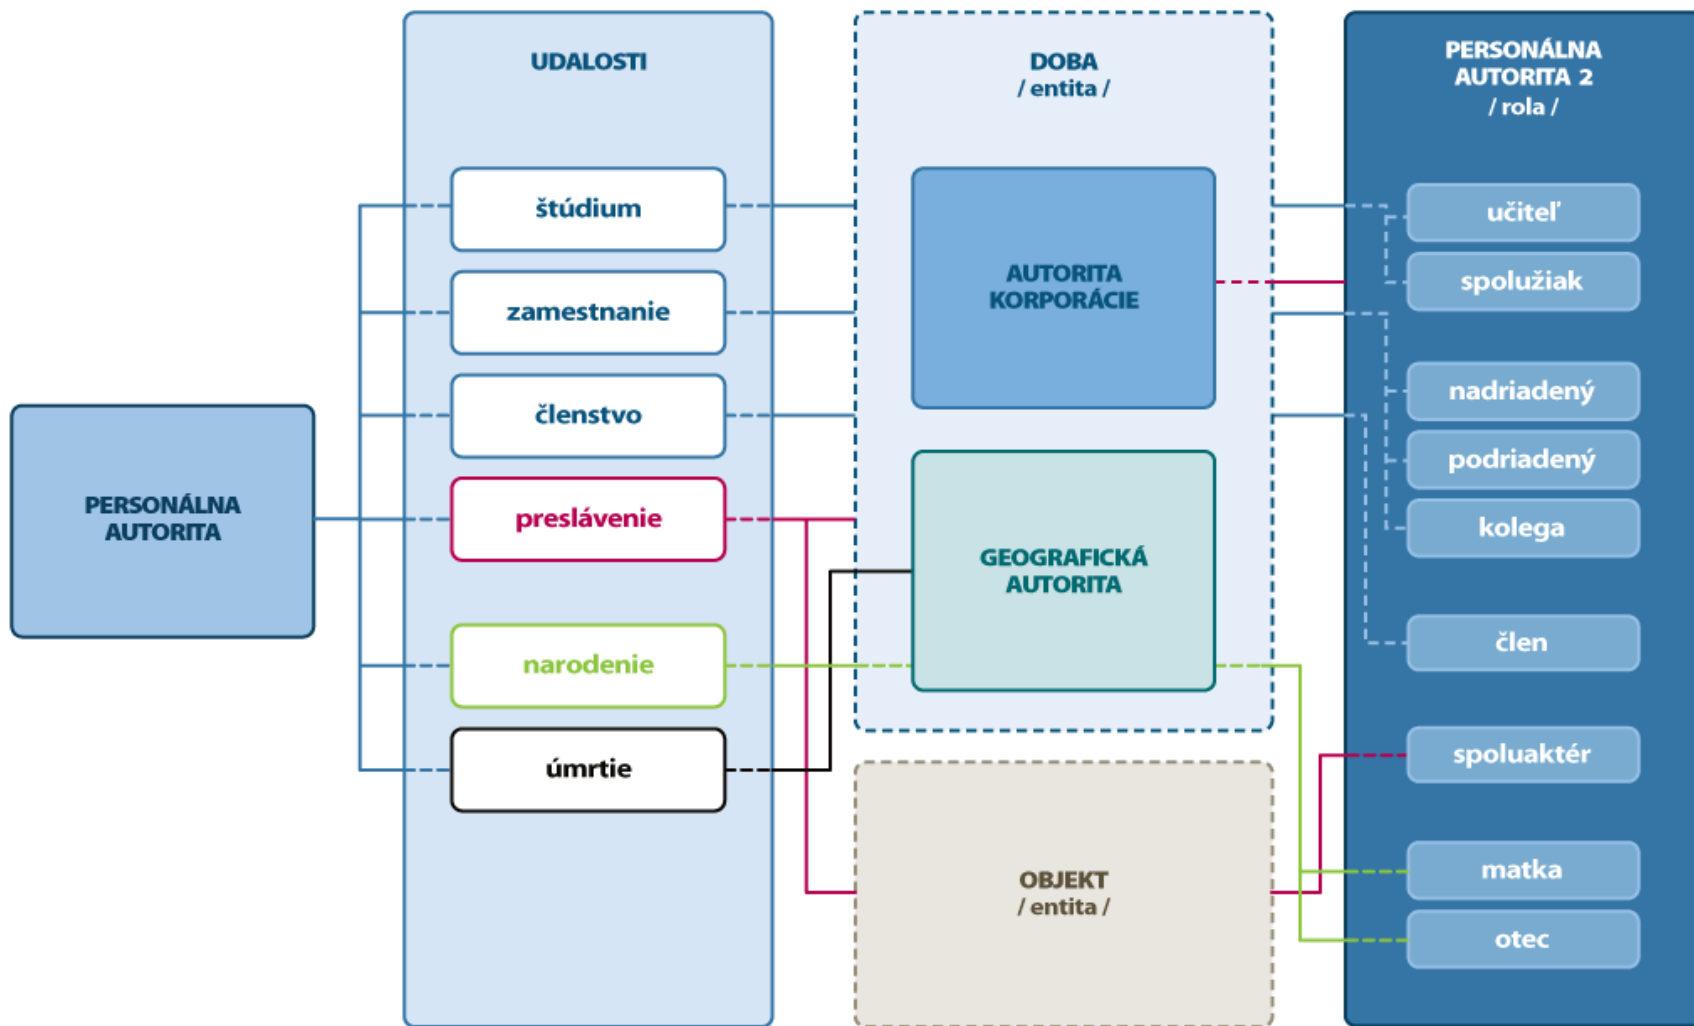 PERSONÁLNA
AUTORITA
UDALOSTI
štúdium
zamestnanie
členstvo
preslávenie
narodenie
úmrtie
DOBA
/ entita /
AUTORITA
KORPORÁCIE
GEOGRAFICKÁ
AUTORITA
OBJEKT
/ entita /
PERSONÁLNA
AUTORITA 2
/ rola /
učiteľ
spolužiak
nadriadený
podriadený
kolega
člen
spoluaktér
matka
otec